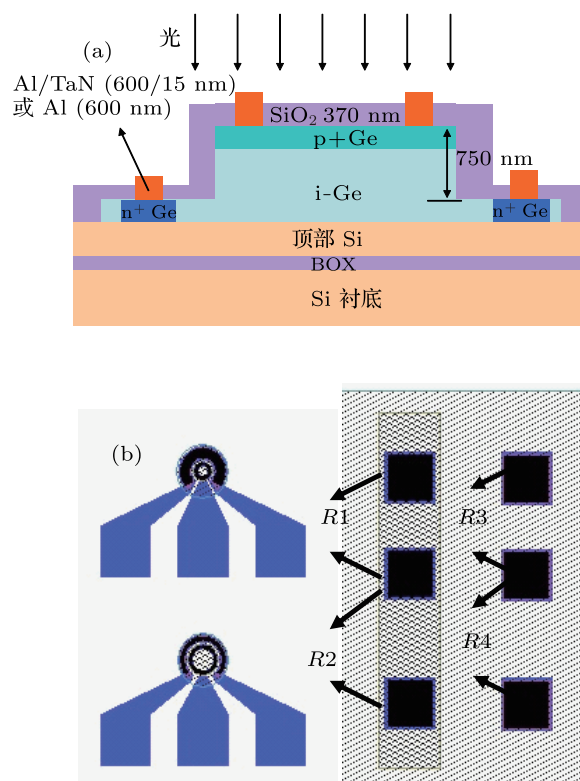 光
(a)
Al/TaN (600/15 nm)
或 Al (600 nm)
SiO₂ 370 nm
p+Ge
750 nm
i-Ge
n⁺ Ge
n⁺ Ge
顶部 Si
BOX
Si 衬底
(b)
R1
R3
R2
R4